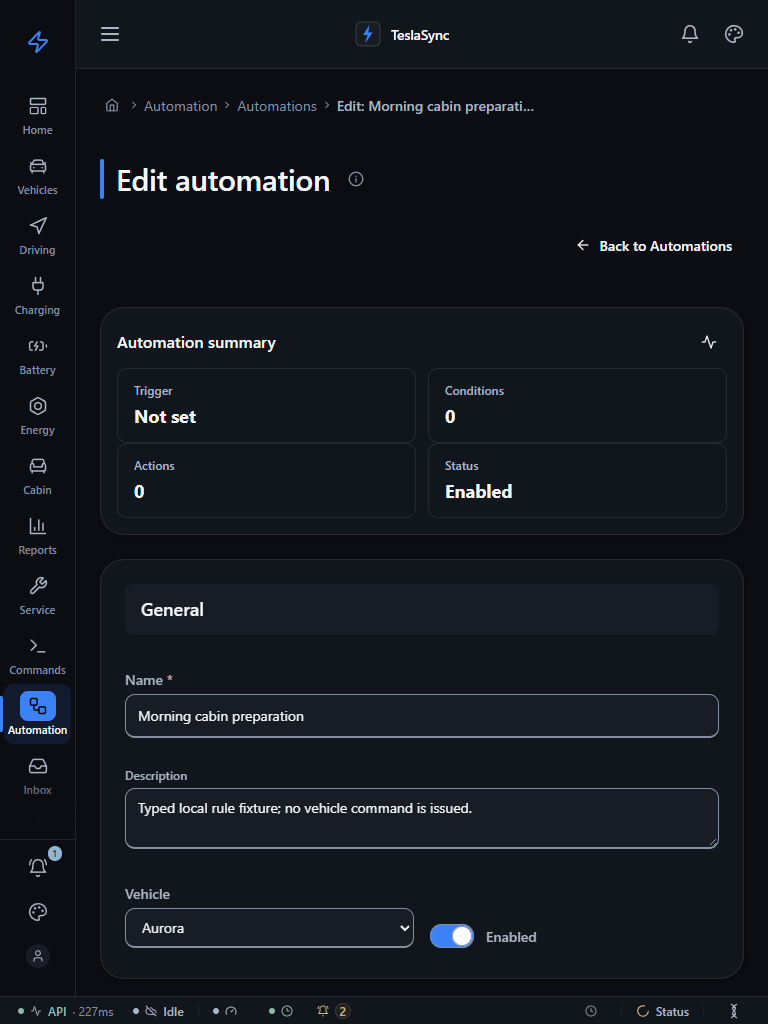 TeslaSync
Home
Vehicles
Driving
Charging
Battery
Energy
Cabin
Reports
Service
Commands
Automation
Inbox
1
Automation
Automations
Edit: Morning cabin preparati...
Edit automation
Back to Automations
Automation summary
Trigger
Not set
Conditions
0
Actions
0
Status
Enabled
General
Name *
Morning cabin preparation
Description
Typed local rule fixture; no vehicle command is issued.
Vehicle
Aurora
Enabled
API · 227ms
Idle
2
Status